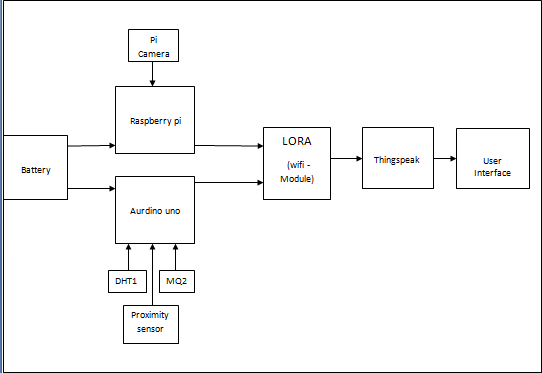 Pi
Camera
Raspberry pi
Battery
LORA
(wifi -
Module)
Thingspeak
User
Interface
Aurdino uno
DHT1
MQ2
Proximity
sensor